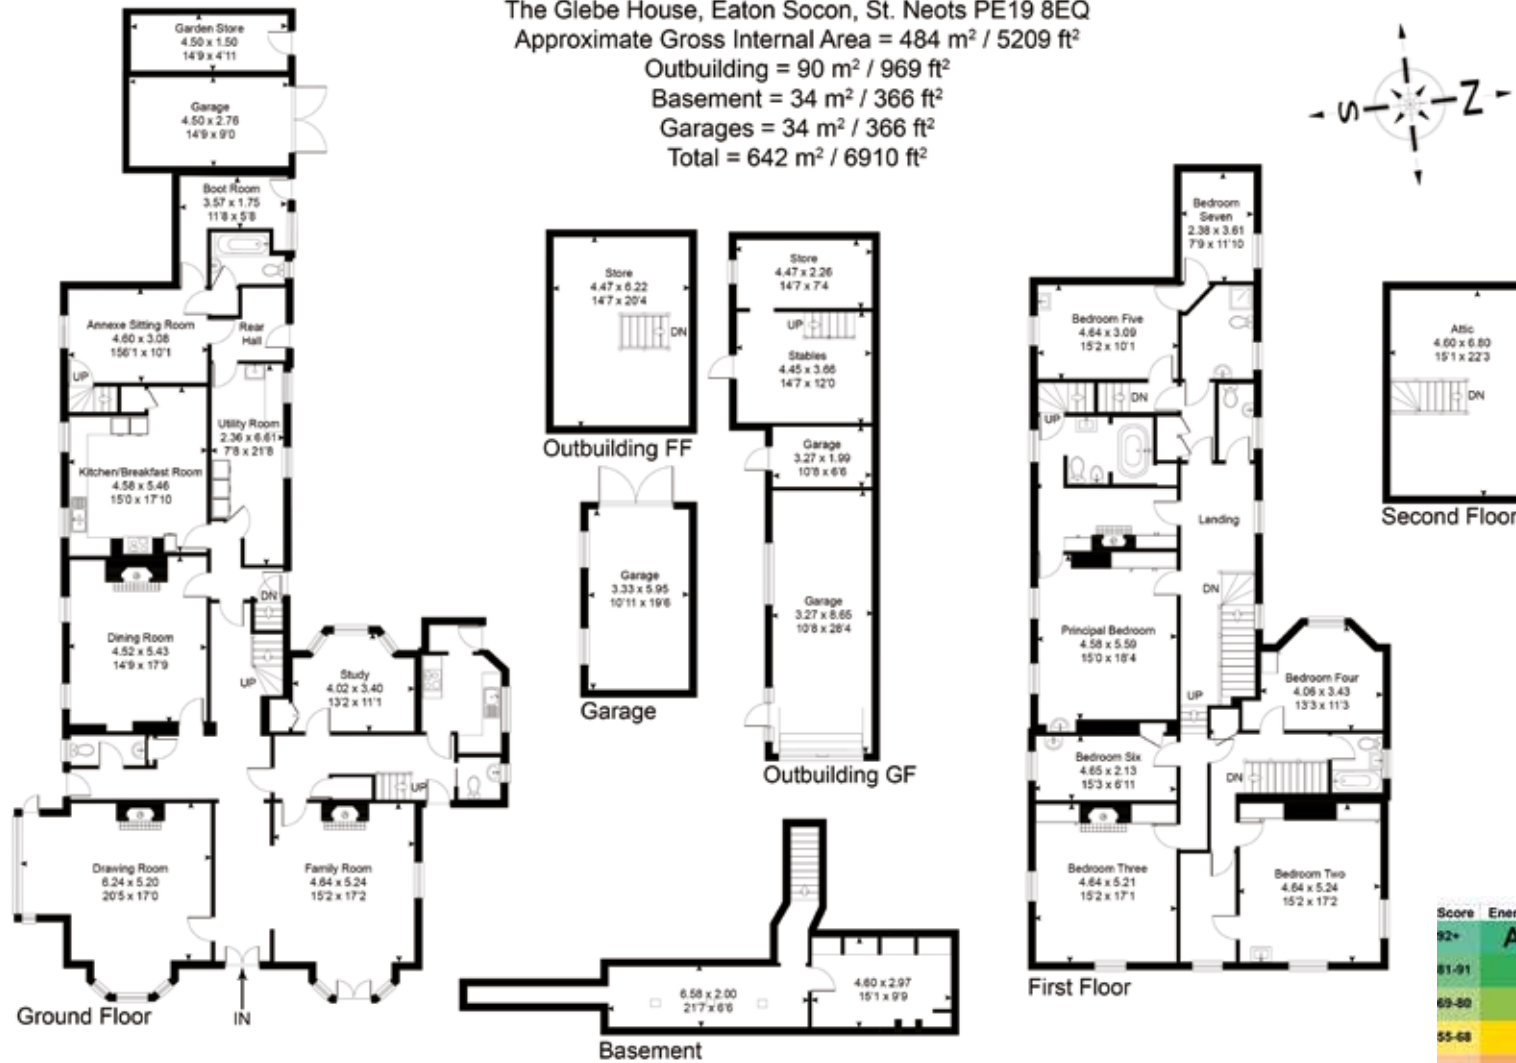 The Glebe House, Eaton Socon, St. Neots PE19 8EQ
Approximate Gross Internal Area = 484 m² / 5209 ft²
Outbuilding = 90 m² / 969 ft²
Basement = 34 m² / 366 ft²
Garages = 34 m² / 366 ft²
Total = 642 m² / 6910 ft²
S
N
Garden Store
4.50 x 1.50
14'9 x 4'11
Garage
4.50 x 2.76
14'9 x 9'0
Boot Room
3.57 x 1.75
11'8 x 5'8
Annexe Sitting Room
4.60 x 3.08
156'1 x 10'1
Rear
Hall
UP
Utility Room
2.36 x 6.61
7'8 x 21'8
Kitchen/Breakfast Room
4.58 x 5.46
15'0 x 17'10
DN
Dining Room
4.52 x 5.43
14'9 x 17'9
UP
Study
4.02 x 3.40
13'2 x 11'1
UP
Drawing Room
6.24 x 5.20
20'5 x 17'0
Family Room
4.64 x 5.24
15'2 x 17'2
Ground Floor
IN
Store
4.47 x 6.22
14'7 x 20'4
DN
Outbuilding FF
Garage
3.33 x 5.95
10'11 x 19'6
Garage
Store
4.47 x 2.26
14'7 x 7'4
UP
Stables
4.45 x 3.66
14'7 x 12'0
Garage
3.27 x 1.99
10'8 x 6'6
Garage
3.27 x 8.65
10'8 x 28'4
Outbuilding GF
6.58 x 2.00
21'7 x 6'6
4.60 x 2.97
15'1 x 9'9
Basement
Bedroom
Seven
2.38 x 3.61
7'9 x 11'10
Bedroom Five
4.64 x 3.09
15'2 x 10'1
DN
UP
Landing
DN
Principal Bedroom
4.58 x 5.59
15'0 x 18'4
UP
Bedroom Four
4.06 x 3.43
13'3 x 11'3
Bedroom Six
4.65 x 2.13
15'3 x 6'11
DN
Bedroom Three
4.64 x 5.21
15'2 x 17'1
Bedroom Two
4.64 x 5.24
15'2 x 17'2
First Floor
Attic
4.60 x 6.80
15'1 x 22'3
DN
Second Floor
Score Ener
92+ A
81-91
69-80
55-68